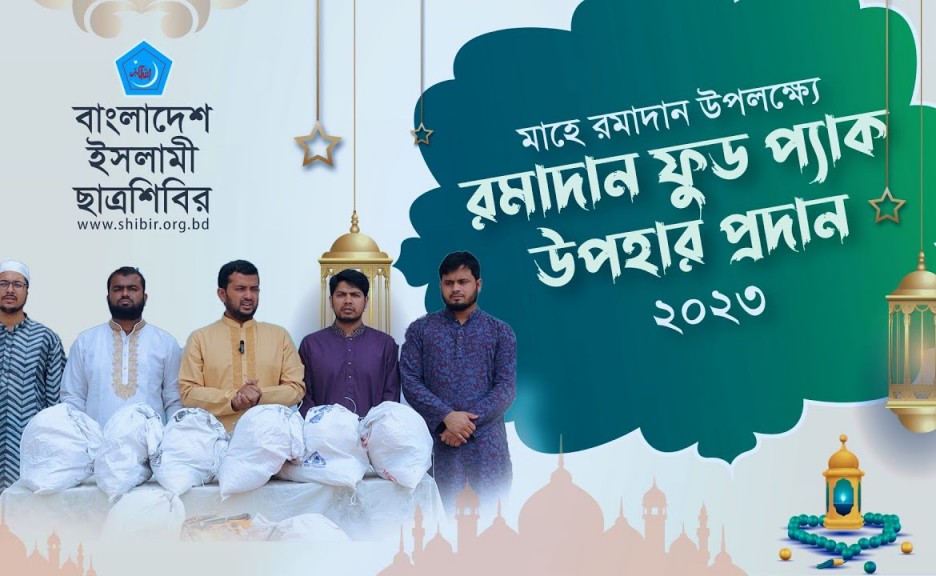 বাংলাদেশ
ইসলামী
ছাত্রশিবির
www.shibir.org.bd
মাহে রমাদান উপলক্ষ্যে
রমাদান ফুড প্যাক
উপহার প্রদান
২০২৩